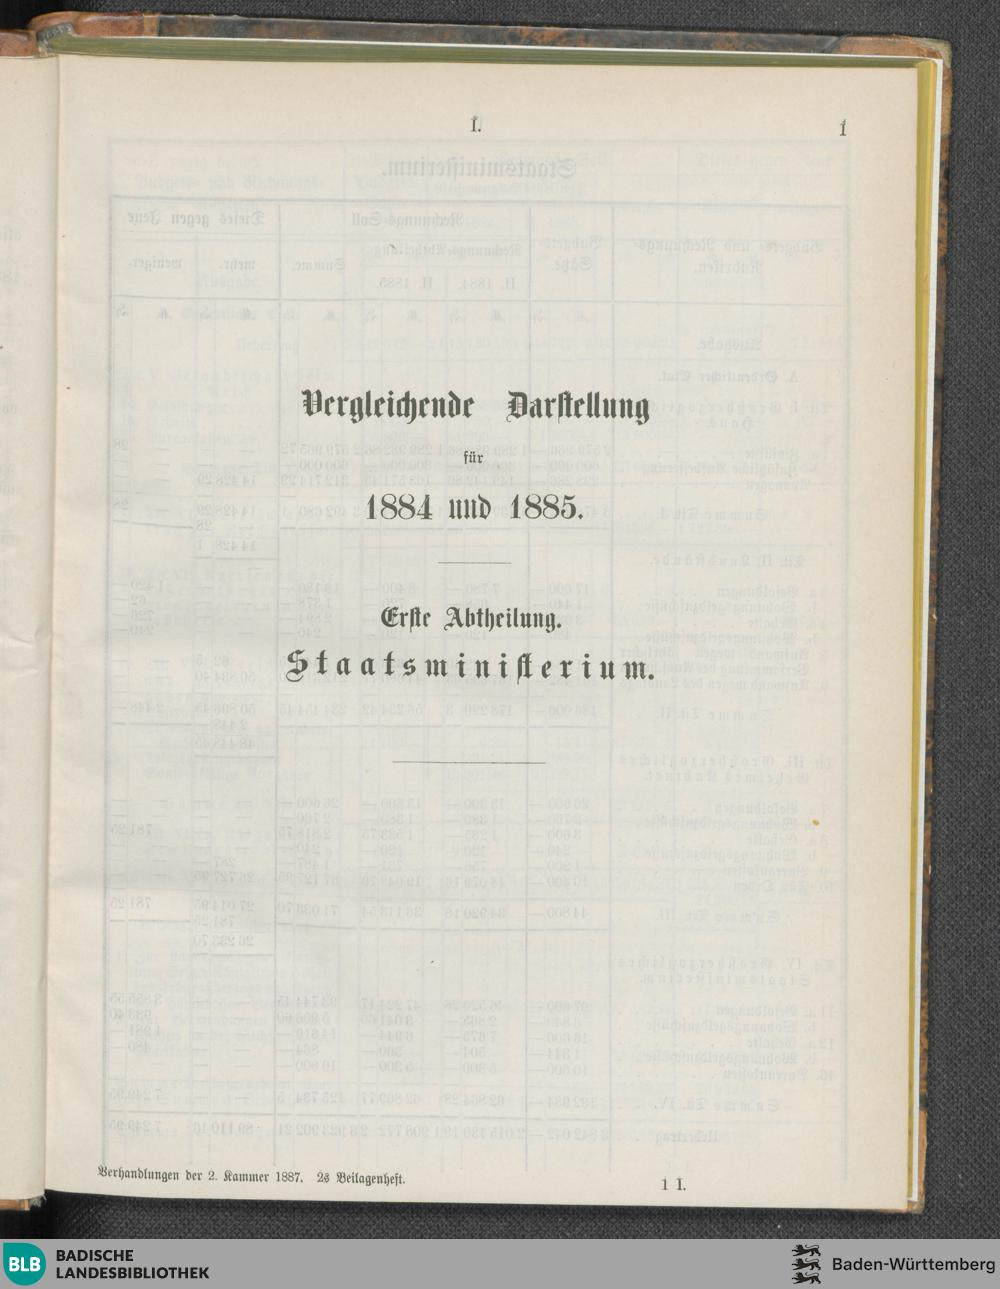 I.
1
Vergleichende Darstellung
für
1884 und 1885.
Erste Abtheilung.
Staatsministerium.
Verhandlungen der 2. Kammer 1887. 2s Beilagenheft.
1 I.
BLB
BADISCHE
LANDESBIBLIOTHEK
Baden-Württemberg